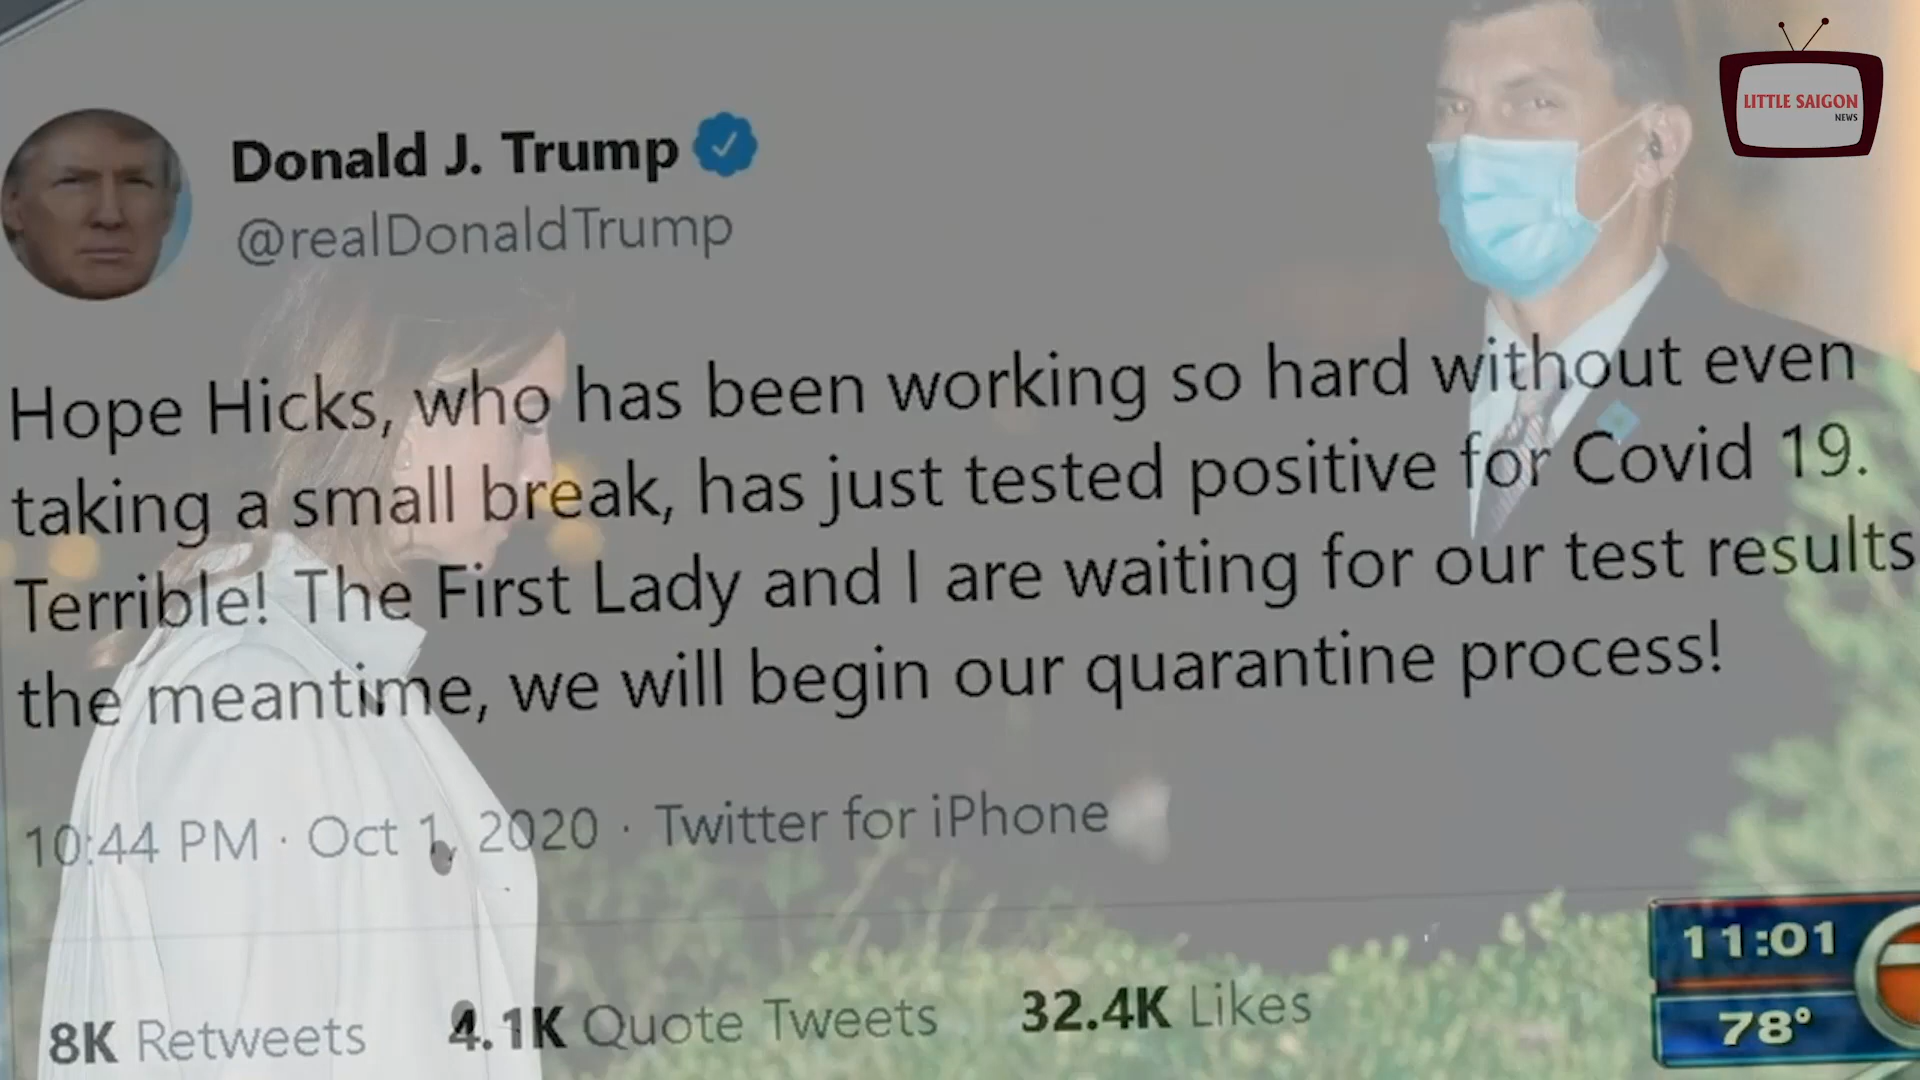 LITTLE SAIGON
NEWS
Donald J. Trump
@realDonaldTrump
Hope Hicks, who has been working so hard without even
taking a small break, has just tested positive for Covid 19.
Terrible! The First Lady and I are waiting for our test results
the meantime, we will begin our quarantine process!
10:44 PM · Oct 1, 2020 · Twitter for iPhone
8K Retweets 4.1K Quote Tweets 32.4K Likes
11:01
78°